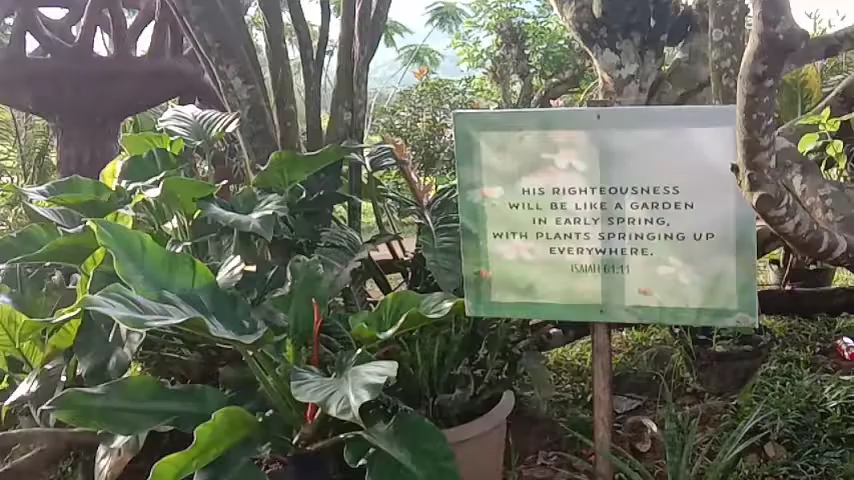 HIS RIGHTEOUSNESS
WILL BE LIKE A GARDEN
IN EARLY SPRING,
WITH PLANTS SPRINGING UP
EVERYWHERE.
ISAIAH 61:11